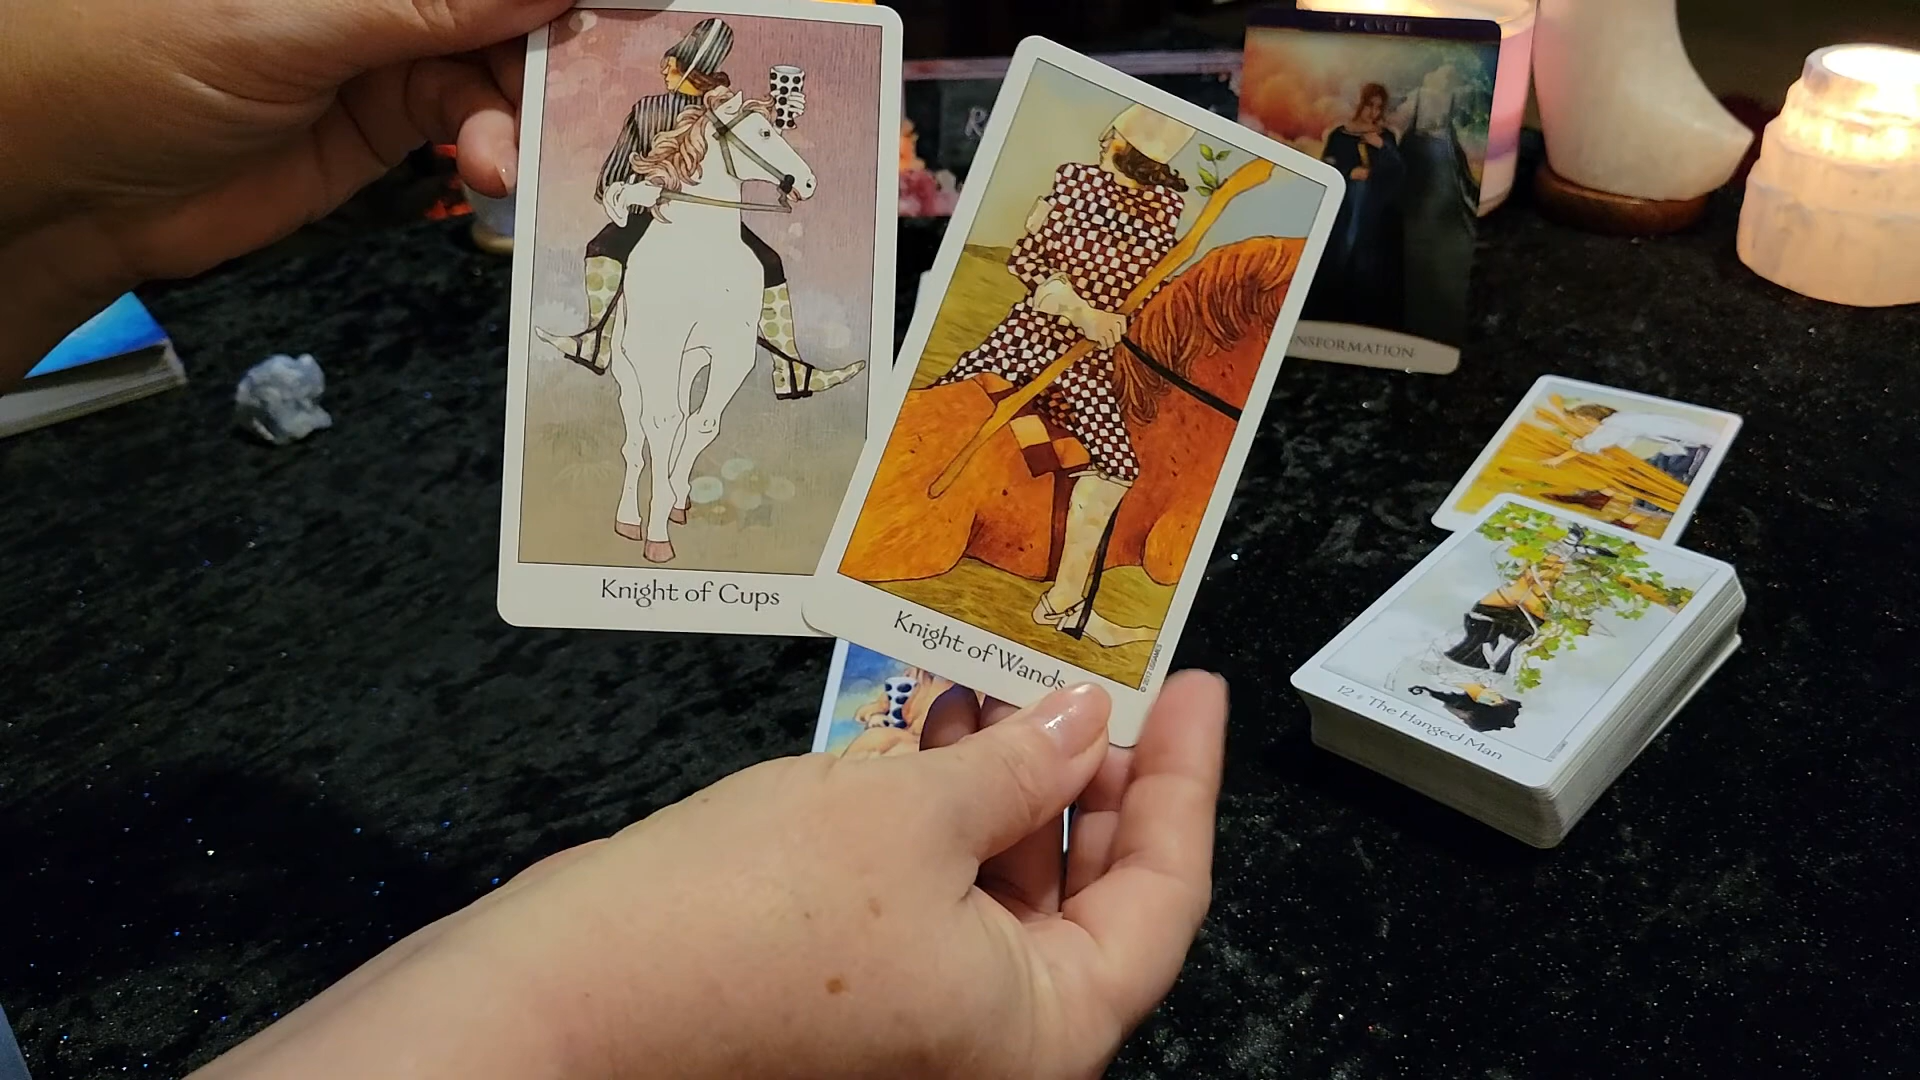 Knight of Cups
Knight of Wands
NSFORMATION
12 • The Hanged Man